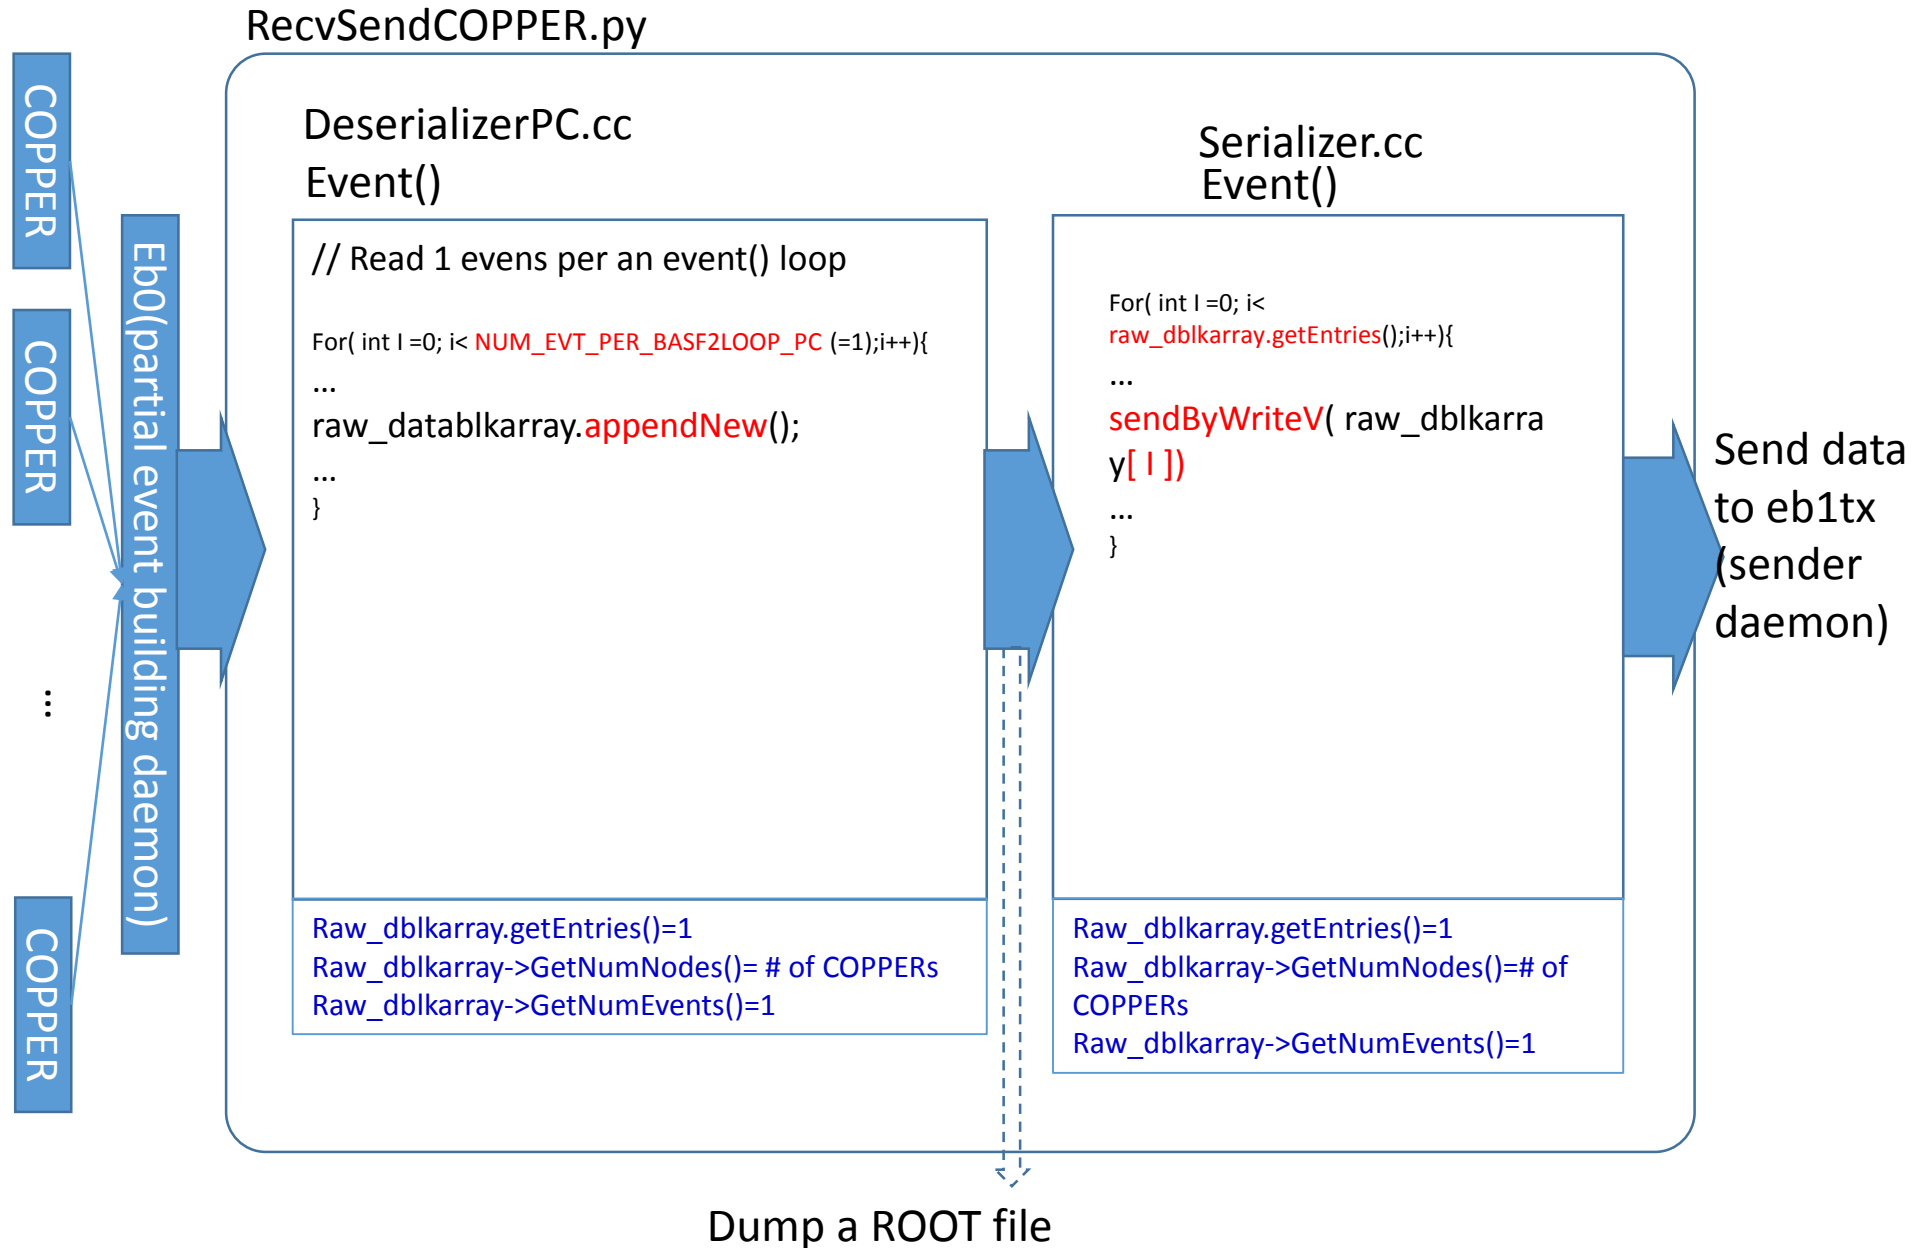 RecvSendCOPPER.py
COPPER
COPPER
...
COPPER
Eb0(partial event building daemon)
DeserializerPC.cc
Event()
// Read 1 evens per an event() loop
For( int I =0; i< NUM_EVT_PER_BASF2LOOP_PC (=1);i++){
...
raw_datablkarray.appendNew();
...
}
Raw_dblkarray.getEntries()=1
Raw_dblkarray->GetNumNodes()= # of COPPERs
Raw_dblkarray->GetNumEvents()=1
Serializer.cc
Event()
For( int I =0; i<
raw_dblkarray.getEntries();i++){
...
sendByWriteV( raw_dblkarra
y[ I ])
...
}
Raw_dblkarray.getEntries()=1
Raw_dblkarray->GetNumNodes()=# of
COPPERs
Raw_dblkarray->GetNumEvents()=1
Send data
to eb1tx
(sender
daemon)
Dump a ROOT file